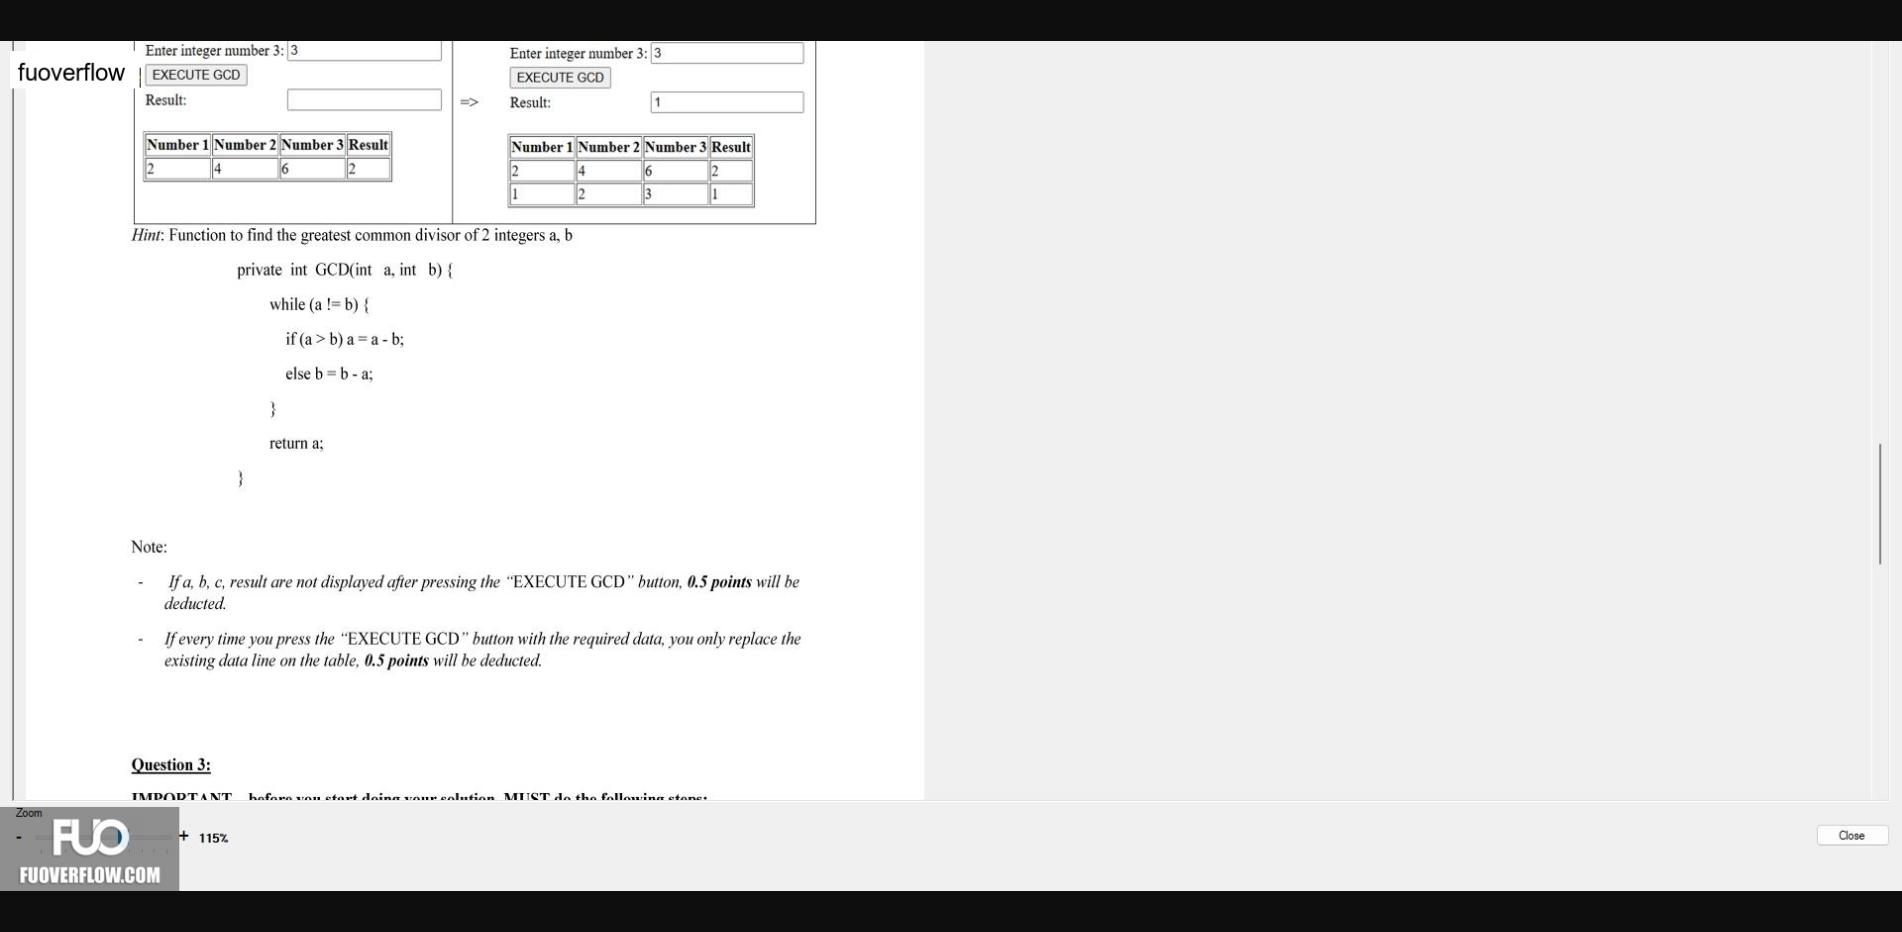 Enter integer number 3: 3
Enter integer number 3: 3
fuoverflow
EXECUTE GCD
EXECUTE GCD
Result:
=>
Result: 1
Number 1 Number 2 Number 3 Result
2 4 6 2
Number 1 Number 2 Number 3 Result
2 4 6 2
1 2 3 1
Hint: Function to find the greatest common divisor of 2 integers a, b
private int GCD(int a, int b) {
while (a != b) {
if (a > b) a = a - b;
else b = b - a;
}
return a;
}
Note:
- If a, b, c, result are not displayed after pressing the “EXECUTE GCD” button, 0.5 points will be
deducted.
- If every time you press the “EXECUTE GCD” button with the required data, you only replace the
existing data line on the table, 0.5 points will be deducted.
Question 3:
IMPORTANT – before you start doing your solution, MUST do the following steps:
Zoom
- + 115%
Close
FUO
FUOVERFLOW.COM